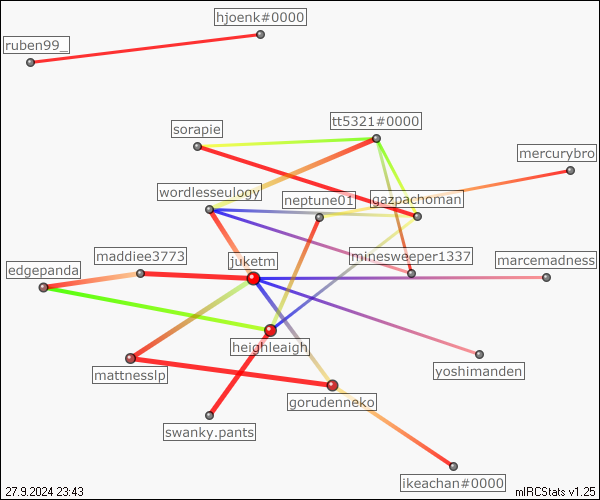 hjoenk#0000
ruben99_
tt5321#0000
sorapie
mercurybro
wordlesseulogy
neptune01
gazpachoman
maddiee3773
juketm
minesweeper1337
marcemadness
edgepanda
heighleaigh
mattnesslp
yoshimanden
gorudenneko
swanky.pants
ikeachan#0000
27.9.2024 23:43
mIRCStats v1.25